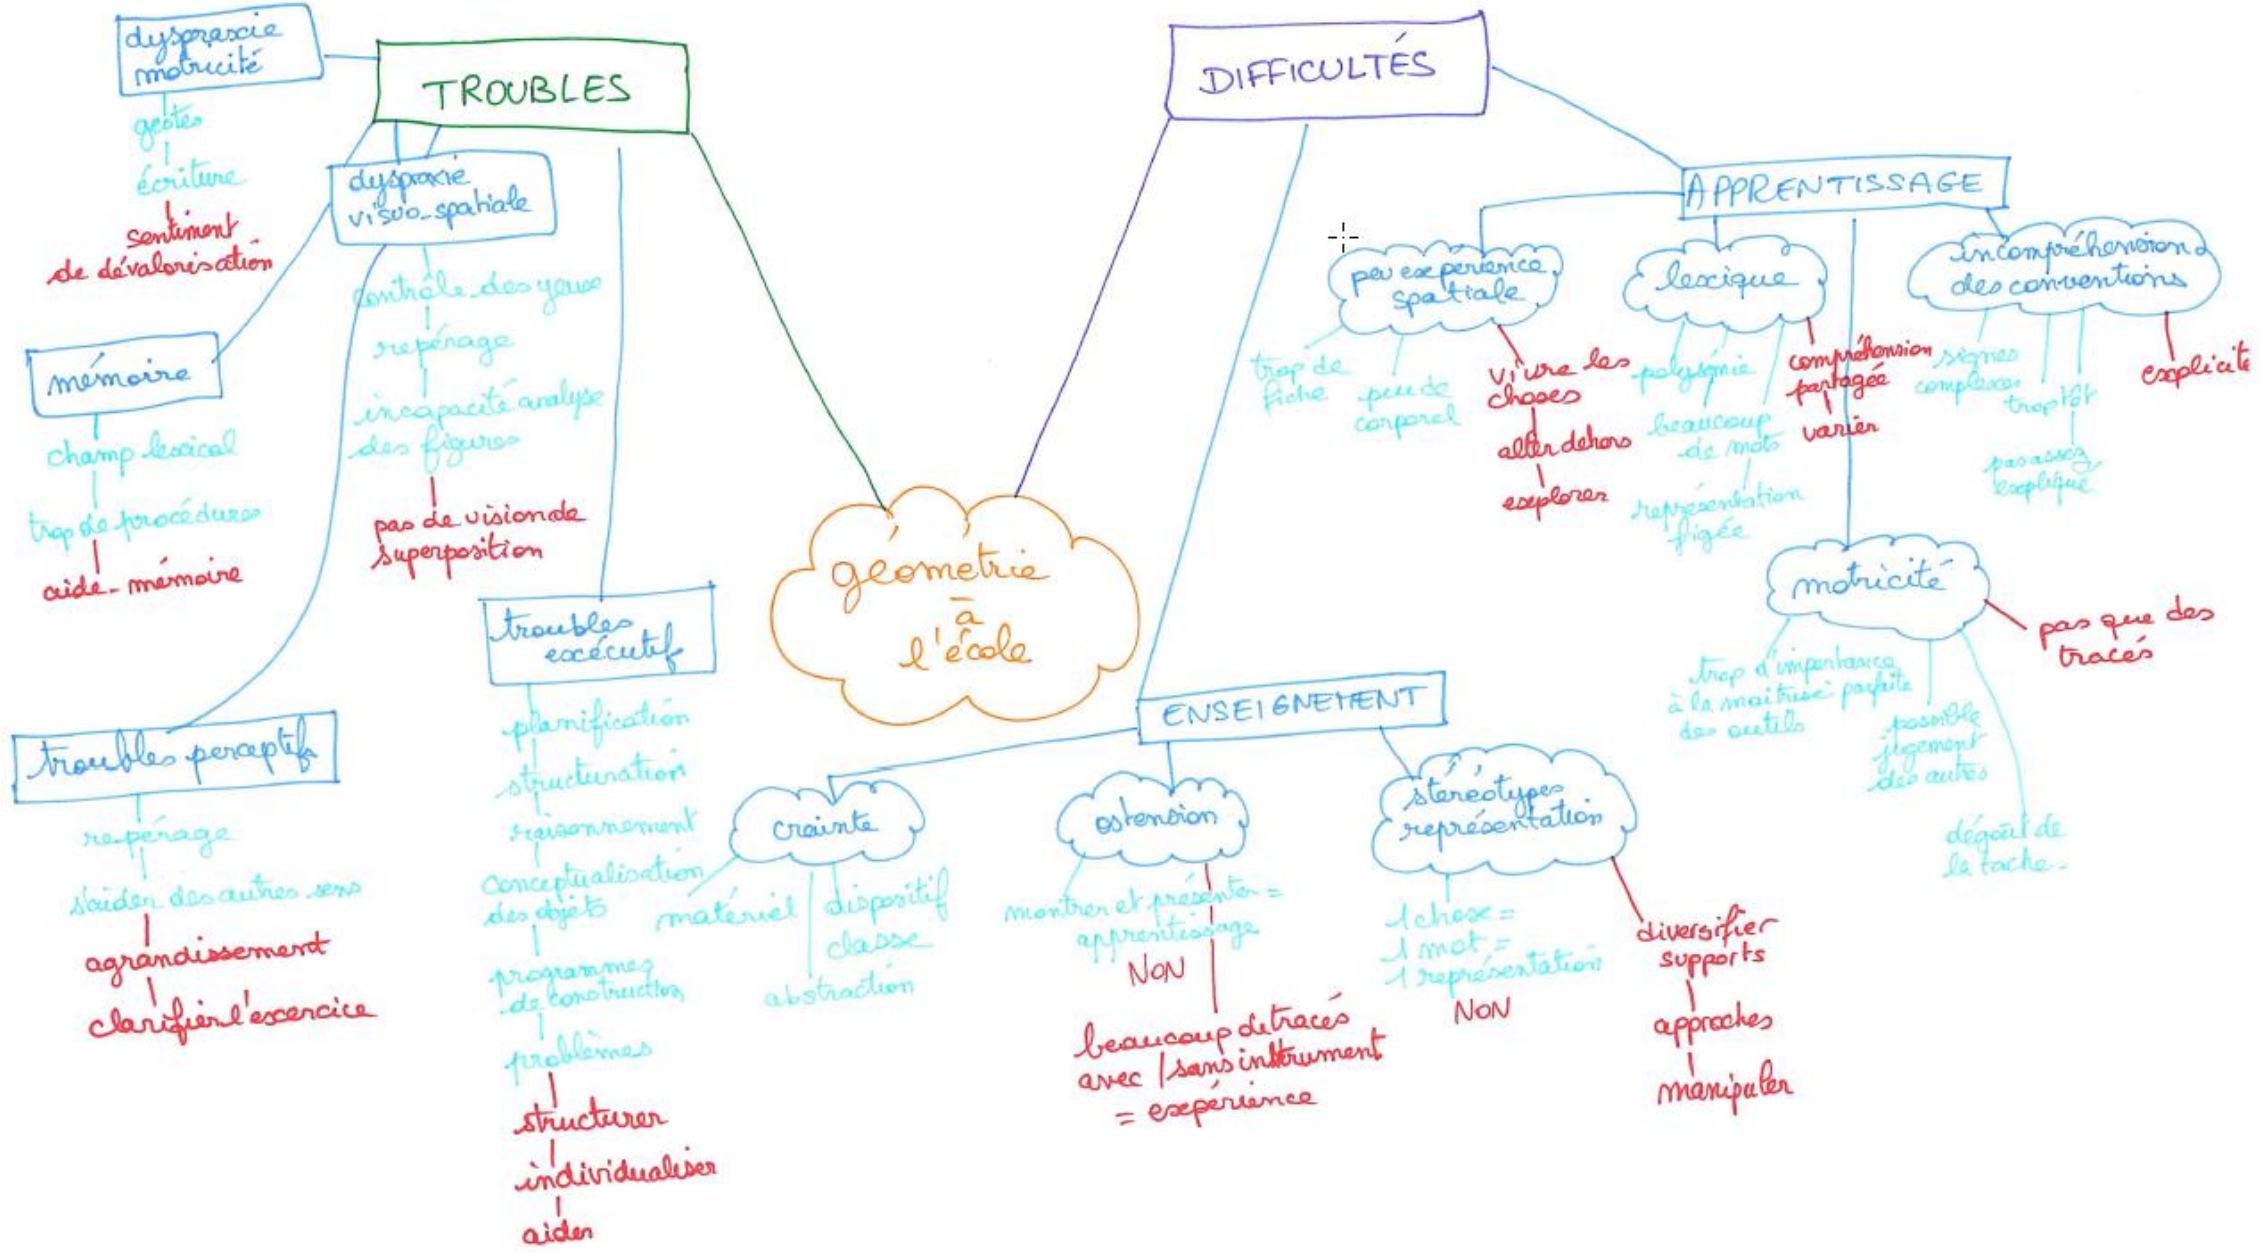 TROUBLES
dyspraxie
motricité
gestes
écriture
sentiment
de dévalorisation
dyspraxie
visuo-spatiale
contrôle des yeux
repérage
incapacité analyse
des figures
pas de vision de
superposition
mémoire
champ lexical
trop de procédures
aide-mémoire
troubles perceptifs
repérage
s'aider des autres sens
agrandissement
clarifier l'exercice
troubles
exécutifs
planification
structuration
raisonnement
conceptualisation
des objets
programmes
de construction
problèmes
structurer
individualiser
aider
géométrie
à
l'école
DIFFICULTÉS
APPRENTISSAGE
peu expérience
spatiale
trop de
fiche
peu de
corporel
vivre les
choses
aller dehors
explorer
lexique
polysémie
beaucoup
de mots
représentation
figée
compréhension
partagée
varier
incompréhension
des conventions
signes
complexes
trop tôt
pas assez
expliqué
explicite
motricité
trop d'importance
à la maitrise parfaite
des outils
possible
jugement
des autres
dégoût de
la tache
pas que des
tracés
ENSEIGNEMENT
crainte
matériel
abstraction
dispositif
classe
ostension
montrer et présenter =
apprentissage
NON
beaucoup de tracés
avec / sans instrument
= expérience
stéréotypes
représentation
1 chose =
1 mot =
1 représentation
NON
diversifier
supports
approches
manipuler